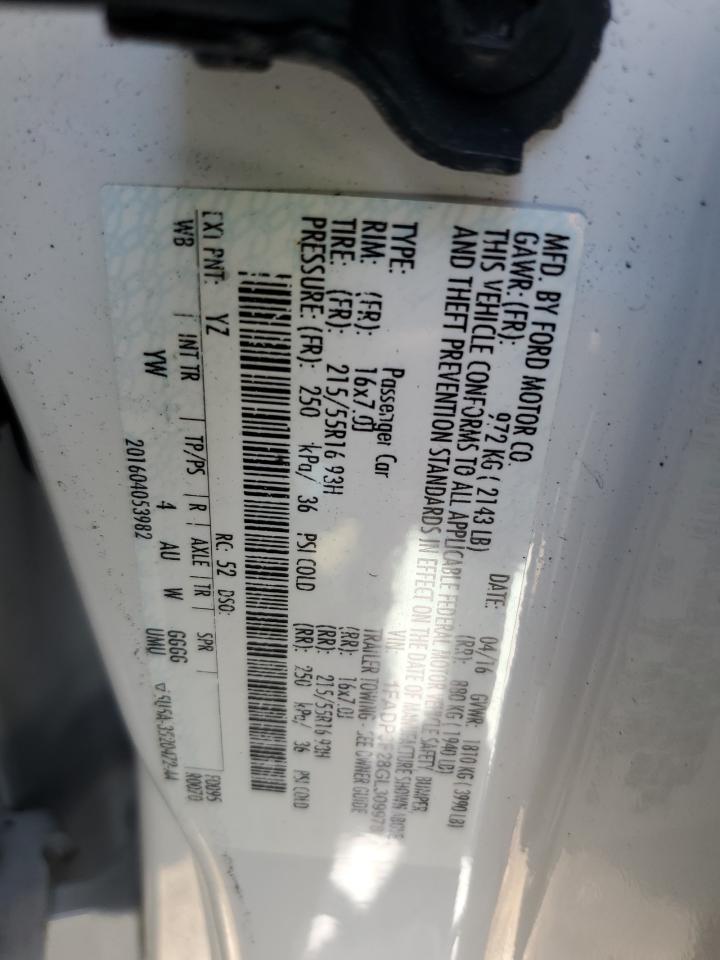 MFD. BY FORD MOTOR CO.
DATE: 04/16 GVWR: 1810 KG ( 3990 LB)
GAWR: (FR): 972 KG ( 2143 LB) (RR): 880 KG ( 1940 LB)
THIS VEHICLE CONFORMS TO ALL APPLICABLE FEDERAL MOTOR VEHICLE SAFETY BUMPER
AND THEFT PREVENTION STANDARDS IN EFFECT ON THE DATE OF MANUFACTURE SHOWN ABOVE
VIN:
TYPE: Passenger Car TRAILER TOWING - SEE OWNER GUIDE
RIM: (FR): 16x7.0J (RR): 16x7.0J
TIRE: (FR): 215/55R16 93H (RR): 215/55R16 93H
PRESSURE: (FR): 250 kPa/ 36 PSI COLD (RR): 250 kPa/ 36 PSI COLD
EXT PNT: YZ RC: 52 DSO: F0095
WB | INT TR | TP/PS | R | AXLE | TR | SPR | R0070
YW 4 AU W GGGG
201604053982 UMU